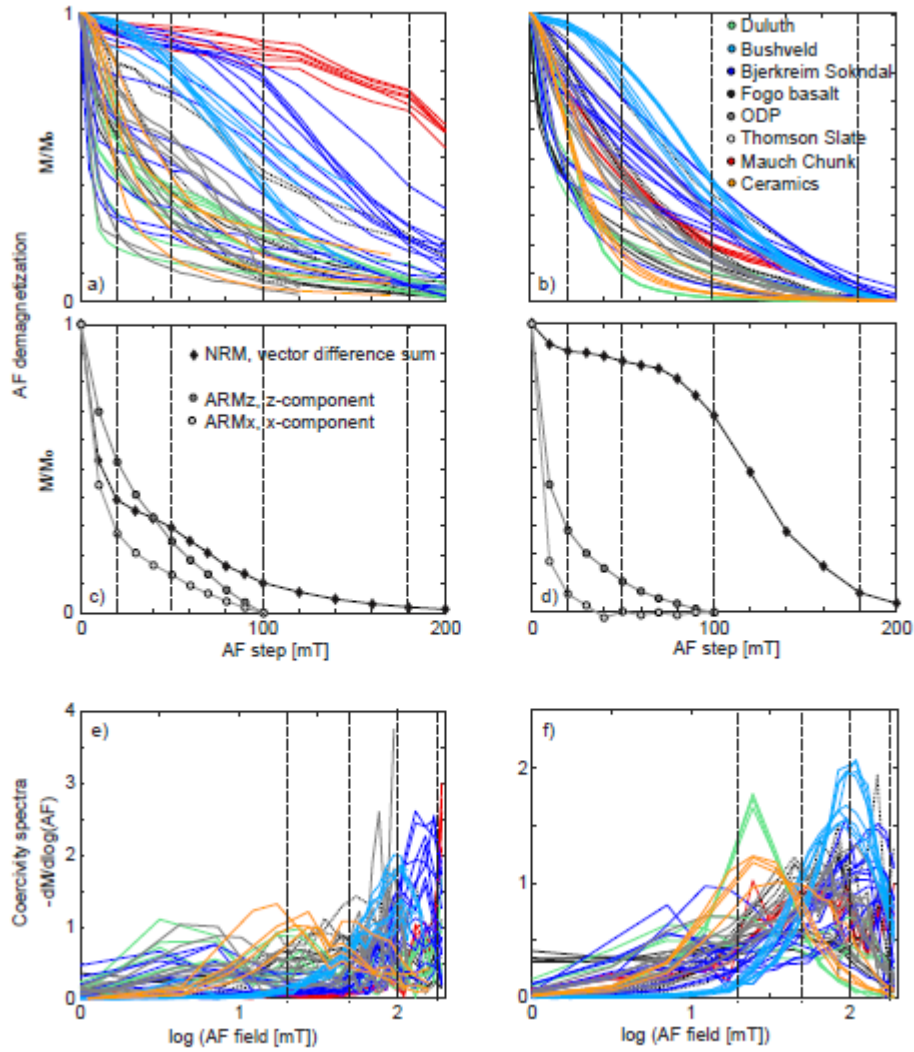 1
M/M₀
0
a)
b)
Duluth
Bushveld
Bjerkreim Sokndal
Fogo basalt
ODP
Thomson Slate
Mauch Chunk
Ceramics
AF demagnetization
1
M/M₀
0
NRM, vector difference sum
ARMz, z-component
ARMx, x-component
c)
d)
0 100 200
AF step [mT]
0 100 200
AF step [mT]
Coercivity spectra
-dM/dlog(AF)
4
3
2
1
0
e)
0 1 2
log (AF field [mT])
2
1
0
f)
0 1 2
log (AF field [mT])